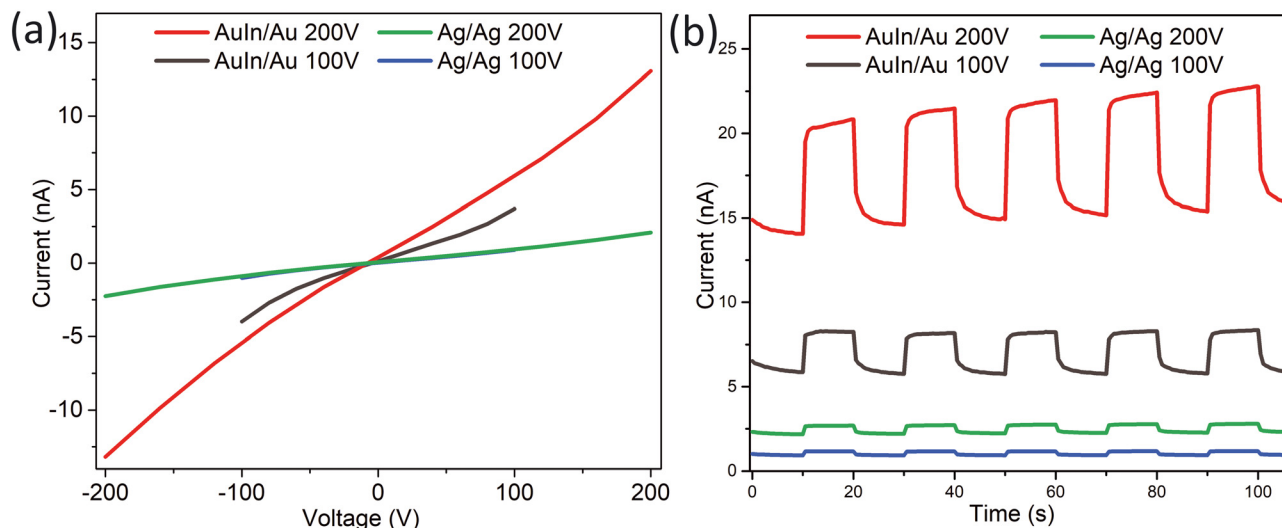 (a)
AuIn/Au 200V
Ag/Ag 200V
AuIn/Au 100V
Ag/Ag 100V
15
10
5
0
-5
-10
Current (nA)
-200
-100
0
100
200
Voltage (V)
(b)
AuIn/Au 200V
Ag/Ag 200V
AuIn/Au 100V
Ag/Ag 100V
25
20
15
10
5
0
Current (nA)
0
20
40
60
80
100
Time (s)